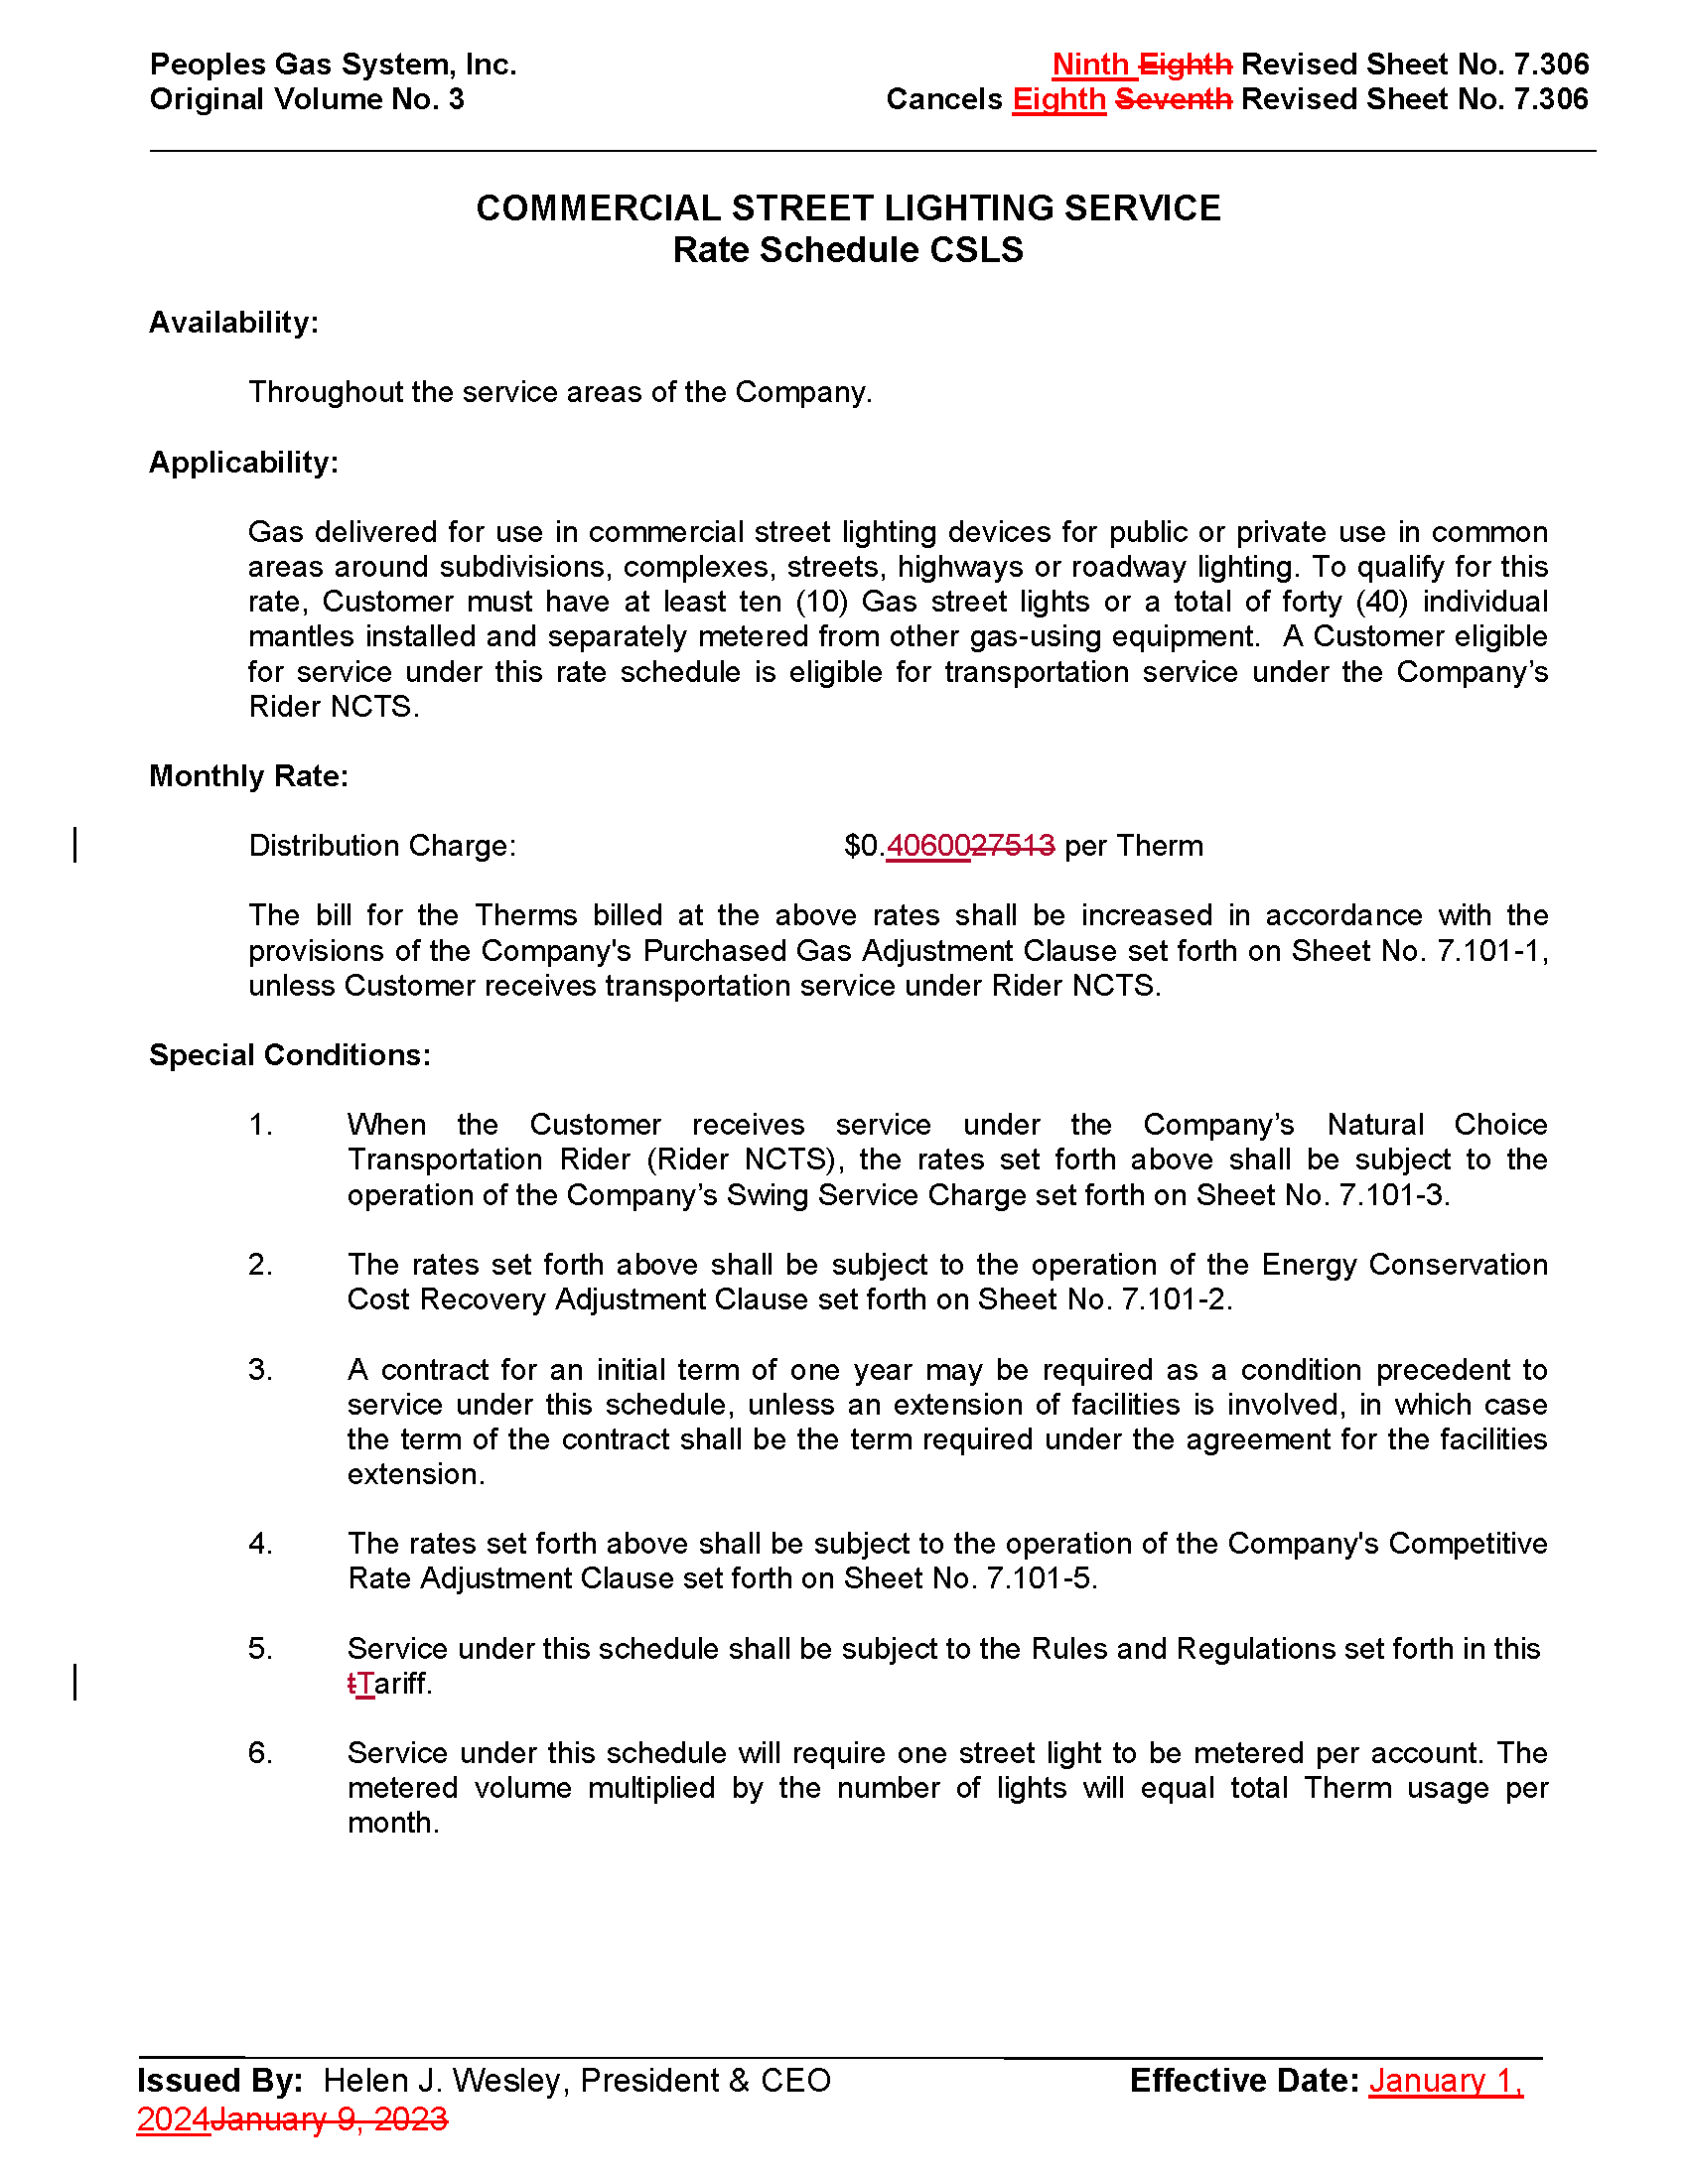 Peoples Gas System, Inc. Ninth Eighth Revised Sheet No. 7.306
Original Volume No. 3 Cancels Eighth Seventh Revised Sheet No. 7.306
COMMERCIAL STREET LIGHTING SERVICE
Rate Schedule CSLS
Availability:
Throughout the service areas of the Company.
Applicability:
Gas delivered for use in commercial street lighting devices for public or private use in common
areas around subdivisions, complexes, streets, highways or roadway lighting. To qualify for this
rate, Customer must have at least ten (10) Gas street lights or a total of forty (40) individual
mantles installed and separately metered from other gas-using equipment. A Customer eligible
for service under this rate schedule is eligible for transportation service under the Company’s
Rider NCTS.
Monthly Rate:
Distribution Charge: $0.4060027513 per Therm
The bill for the Therms billed at the above rates shall be increased in accordance with the
provisions of the Company's Purchased Gas Adjustment Clause set forth on Sheet No. 7.101-1,
unless Customer receives transportation service under Rider NCTS.
Special Conditions:
1. When the Customer receives service under the Company’s Natural Choice
Transportation Rider (Rider NCTS), the rates set forth above shall be subject to the
operation of the Company’s Swing Service Charge set forth on Sheet No. 7.101-3.
2. The rates set forth above shall be subject to the operation of the Energy Conservation
Cost Recovery Adjustment Clause set forth on Sheet No. 7.101-2.
3. A contract for an initial term of one year may be required as a condition precedent to
service under this schedule, unless an extension of facilities is involved, in which case
the term of the contract shall be the term required under the agreement for the facilities
extension.
4. The rates set forth above shall be subject to the operation of the Company's Competitive
Rate Adjustment Clause set forth on Sheet No. 7.101-5.
5. Service under this schedule shall be subject to the Rules and Regulations set forth in this
tTariff.
6. Service under this schedule will require one street light to be metered per account. The
metered volume multiplied by the number of lights will equal total Therm usage per
month.
Issued By: Helen J. Wesley, President & CEO Effective Date: January 1,
2024January 9, 2023